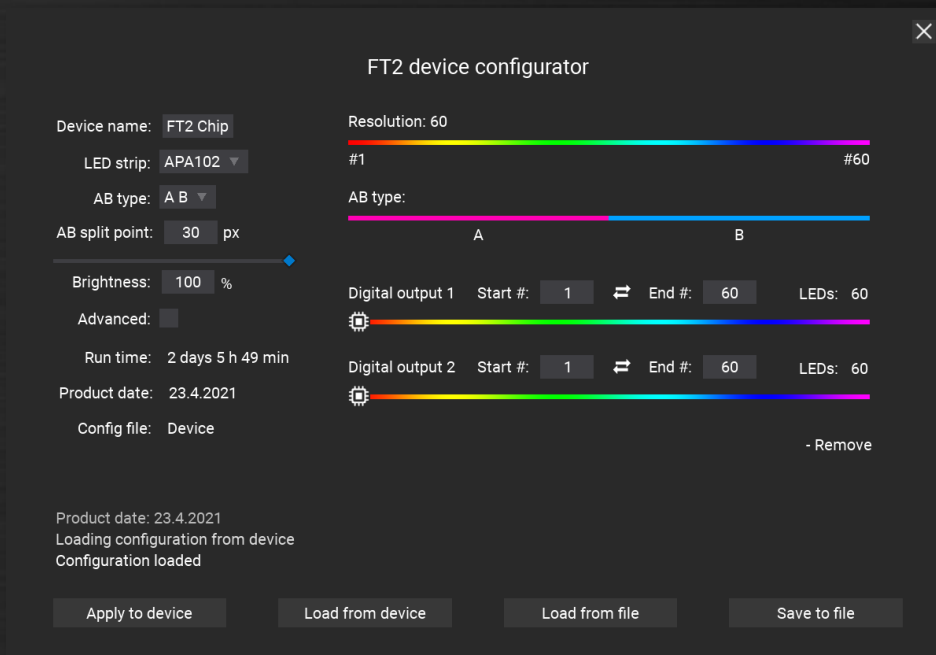 FT2 device configurator
Device name: FT2 Chip
LED strip: APA102
AB type: A B
AB split point: 30 px
Brightness: 100 %
Advanced:
Run time: 2 days 5 h 49 min
Product date: 23.4.2021
Config file: Device
Resolution: 60
#1 #60
AB type:
A B
Digital output 1 Start #: 1 End #: 60 LEDs: 60
Digital output 2 Start #: 1 End #: 60 LEDs: 60
- Remove
Product date: 23.4.2021
Loading configuration from device
Configuration loaded
Apply to device Load from device Load from file Save to file